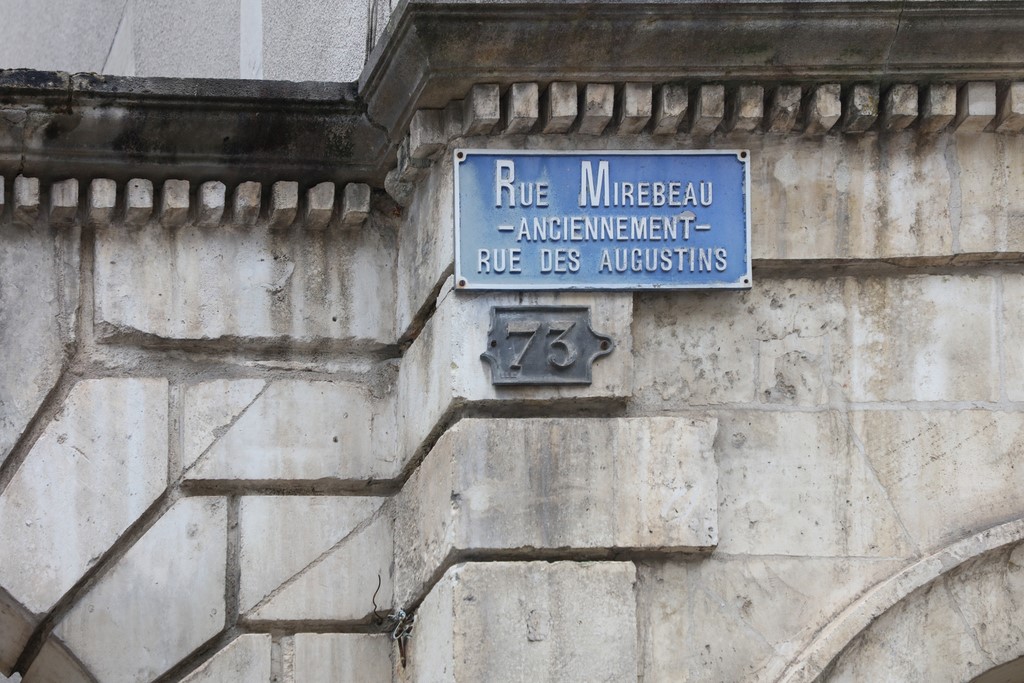 RUE MIREBEAU
-ANCIENNEMENT-
RUE DES AUGUSTINS
73